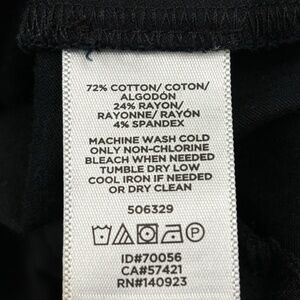 72% COTTON/ COTON/
ALGODÓN
24% RAYON/
RAYONNE/ RAYÓN
4% SPANDEX
MACHINE WASH COLD
ONLY NON-CHLORINE
BLEACH WHEN NEEDED
TUMBLE DRY LOW
COOL IRON IF NEEDED
OR DRY CLEAN
506329
ID#70056
CA#57421
RN#140923